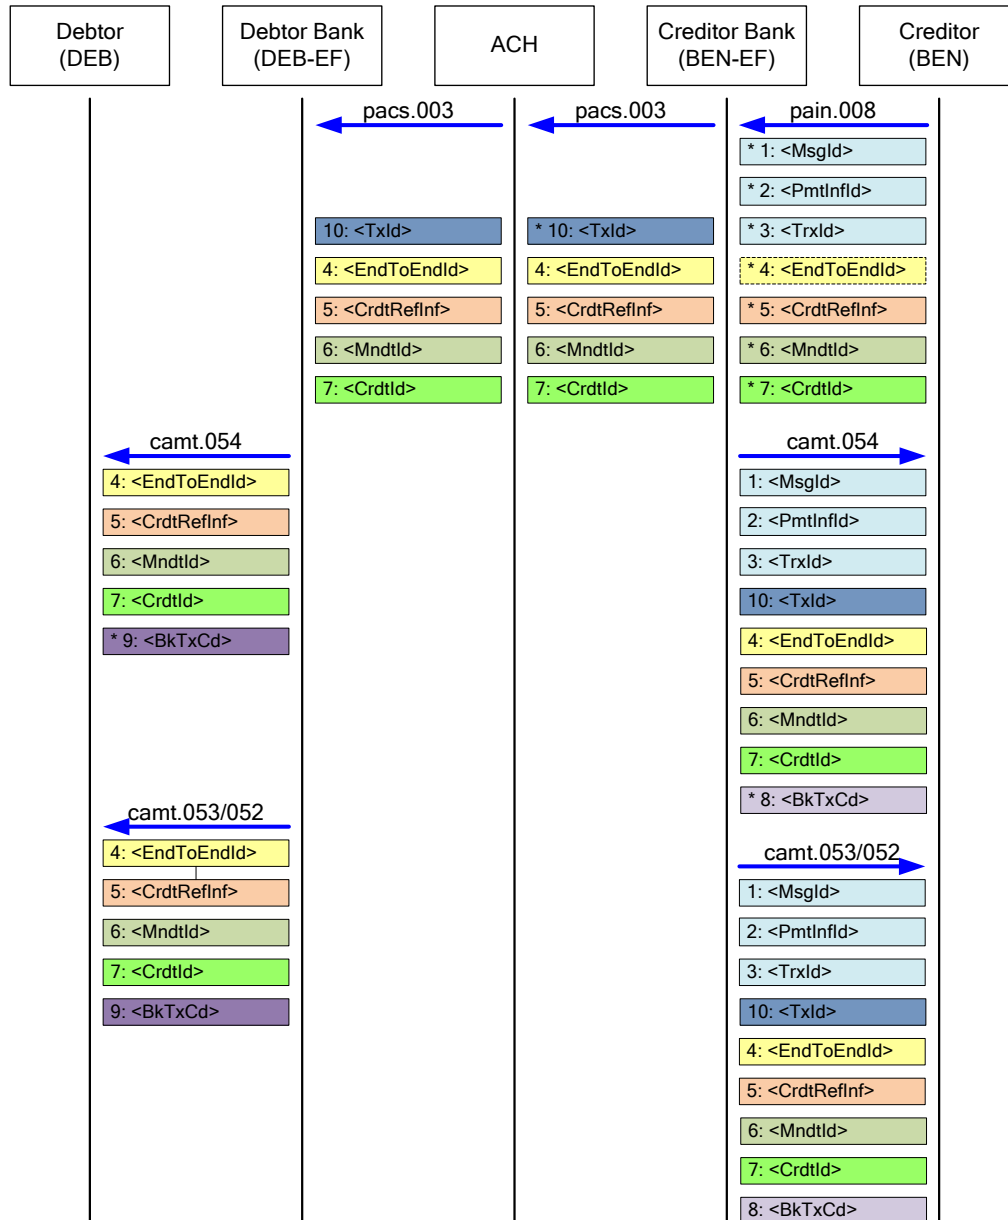 Debtor
(DEB)
Debtor Bank
(DEB-EF)
ACH
Creditor Bank
(BEN-EF)
Creditor
(BEN)
pacs.003
pacs.003
pain.008
* 1: <MsgId>
* 2: <PmtInfId>
10: <TxId>
* 10: <TxId>
* 3: <TrxId>
4: <EndToEndId>
4: <EndToEndId>
* 4: <EndToEndId>
5: <CrdtRefInf>
5: <CrdtRefInf>
* 5: <CrdtRefInf>
6: <MndtId>
6: <MndtId>
* 6: <MndtId>
7: <CrdtId>
7: <CrdtId>
* 7: <CrdtId>
camt.054
camt.054
4: <EndToEndId>
1: <MsgId>
5: <CrdtRefInf>
2: <PmtInfId>
6: <MndtId>
3: <TrxId>
7: <CrdtId>
10: <TxId>
* 9: <BkTxCd>
4: <EndToEndId>
5: <CrdtRefInf>
6: <MndtId>
7: <CrdtId>
* 8: <BkTxCd>
camt.053/052
4: <EndToEndId>
camt.053/052
5: <CrdtRefInf>
1: <MsgId>
6: <MndtId>
2: <PmtInfId>
7: <CrdtId>
3: <TrxId>
9: <BkTxCd>
10: <TxId>
4: <EndToEndId>
5: <CrdtRefInf>
6: <MndtId>
7: <CrdtId>
8: <BkTxCd>